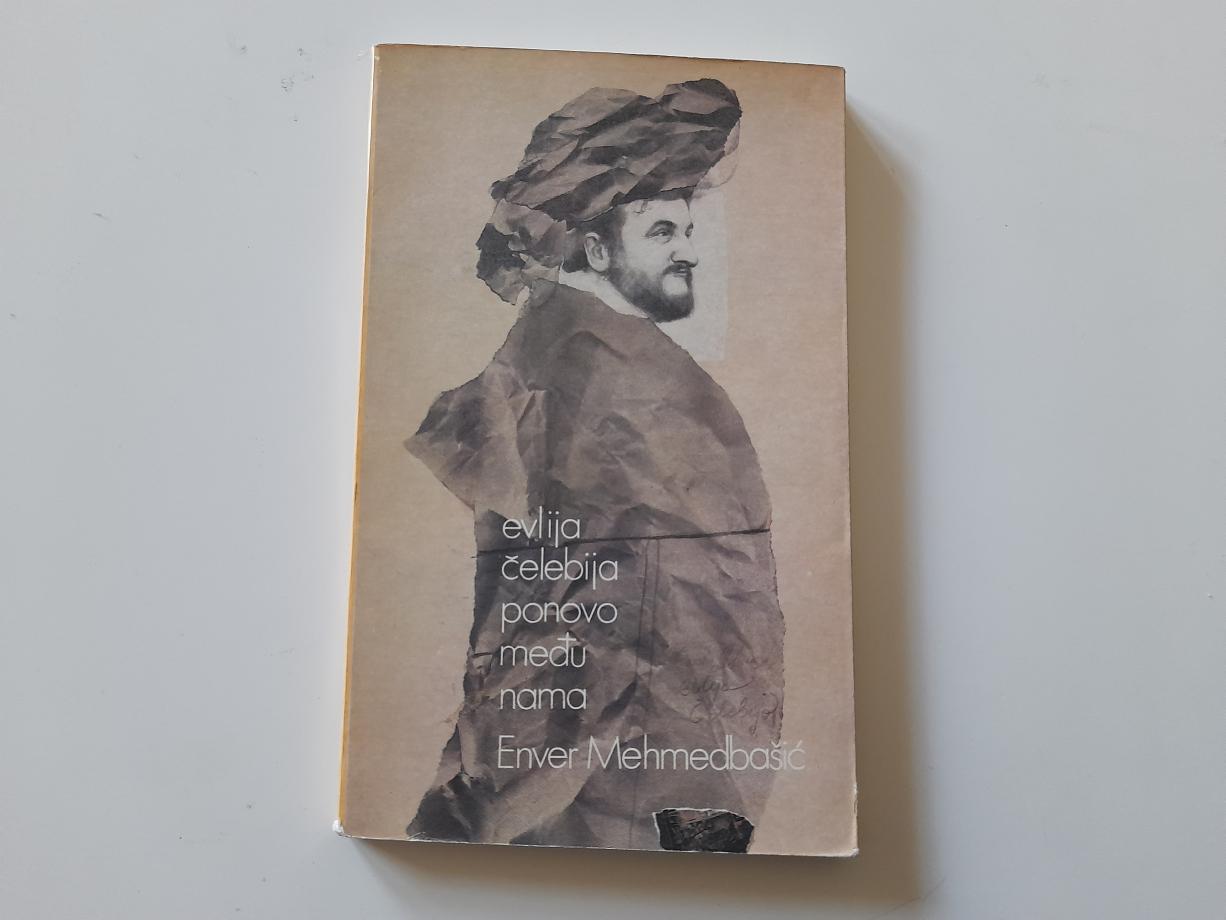 evlija
čelebija
ponovo
među
nama
Enver Mehmedbašić